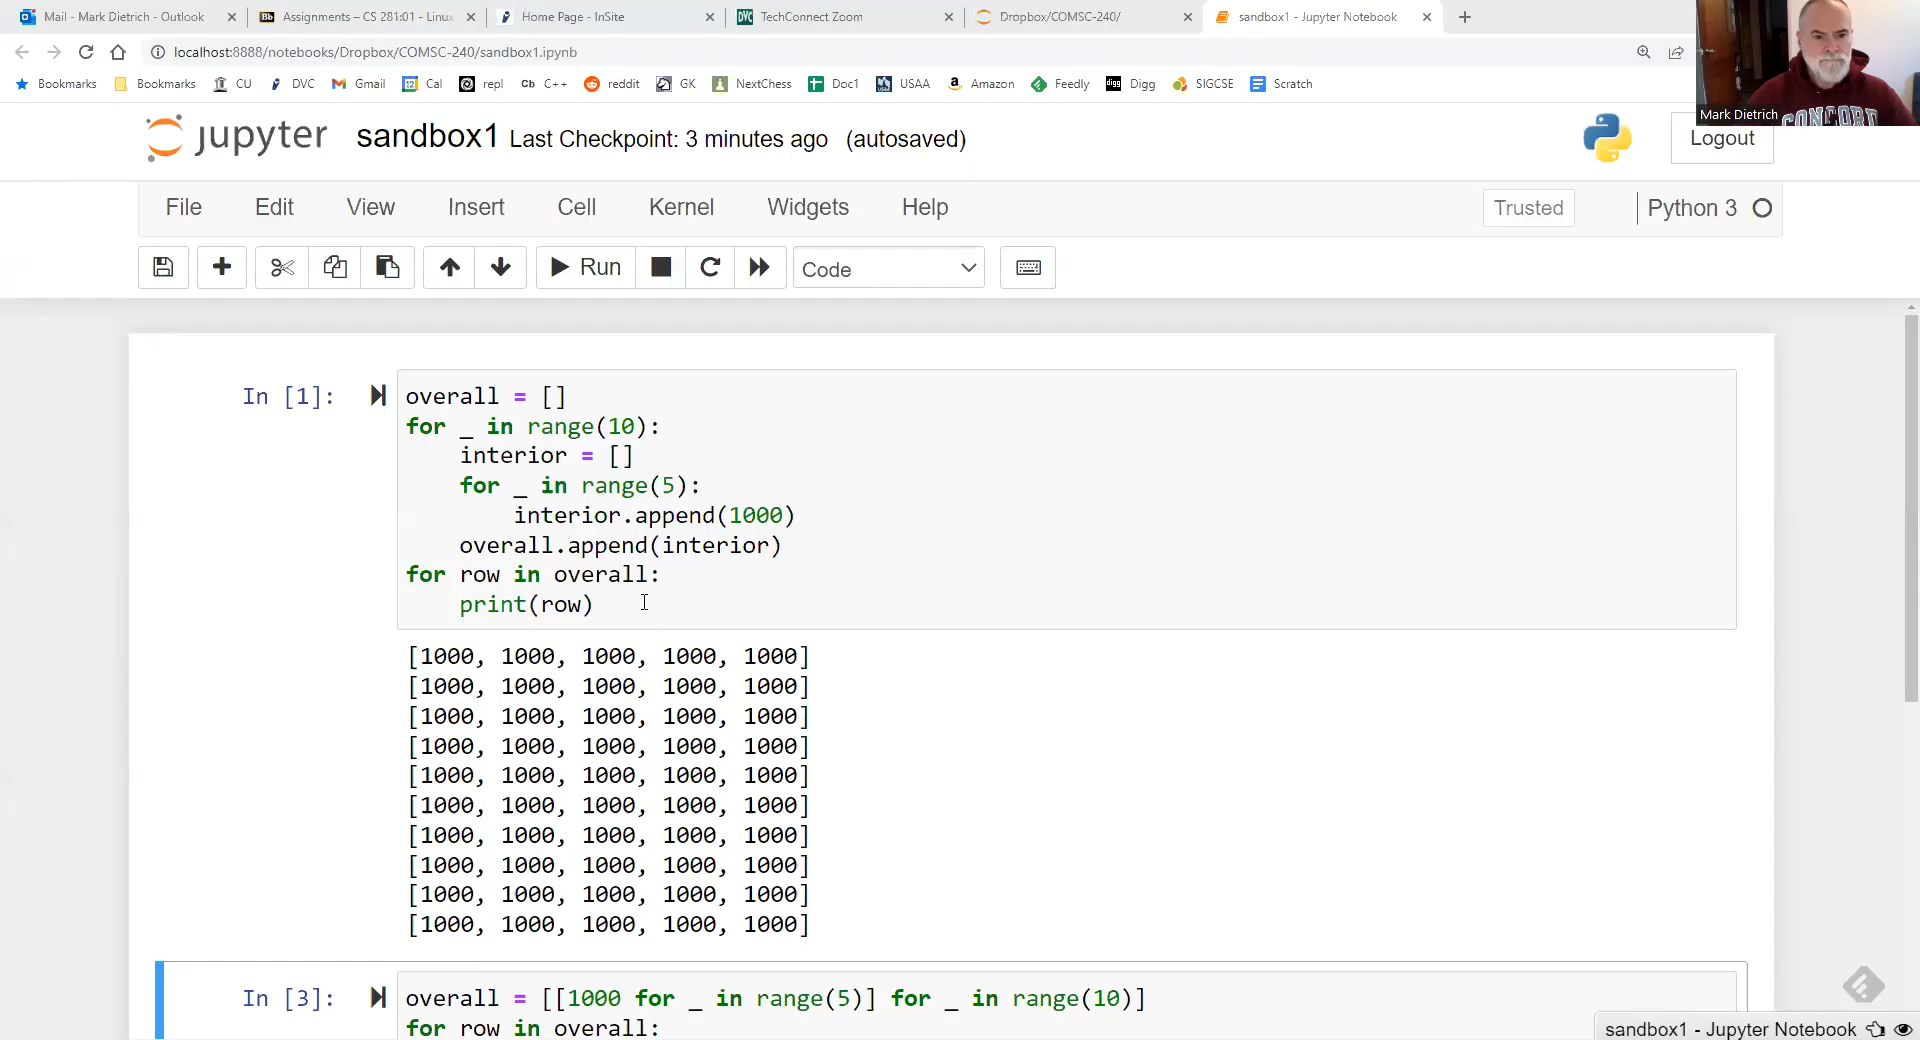 Mail - Mark Dietrich - Outlook
Assignments – CS 281:01 - Linux
Home Page - InSite
TechConnect Zoom
Dropbox/COMSC-240/
sandbox1 - Jupyter Notebook
localhost:8888/notebooks/Dropbox/COMSC-240/sandbox1.ipynb
Bookmarks Bookmarks CU DVC Gmail Cal repl C++ reddit GK NextChess Doc1 USAA Amazon Feedly Digg SIGCSE Scratch
Mark Dietrich
CONCORD
jupyter sandbox1 Last Checkpoint: 3 minutes ago (autosaved)
Logout
File Edit View Insert Cell Kernel Widgets Help
Trusted
Python 3
Run
Code
In [1]:
overall = []
for _ in range(10):
    interior = []
    for _ in range(5):
        interior.append(1000)
    overall.append(interior)
for row in overall:
    print(row)
[1000, 1000, 1000, 1000, 1000]
[1000, 1000, 1000, 1000, 1000]
[1000, 1000, 1000, 1000, 1000]
[1000, 1000, 1000, 1000, 1000]
[1000, 1000, 1000, 1000, 1000]
[1000, 1000, 1000, 1000, 1000]
[1000, 1000, 1000, 1000, 1000]
[1000, 1000, 1000, 1000, 1000]
[1000, 1000, 1000, 1000, 1000]
[1000, 1000, 1000, 1000, 1000]
In [3]:
overall = [[1000 for _ in range(5)] for _ in range(10)]
for row in overall:
sandbox1 - Jupyter Notebook